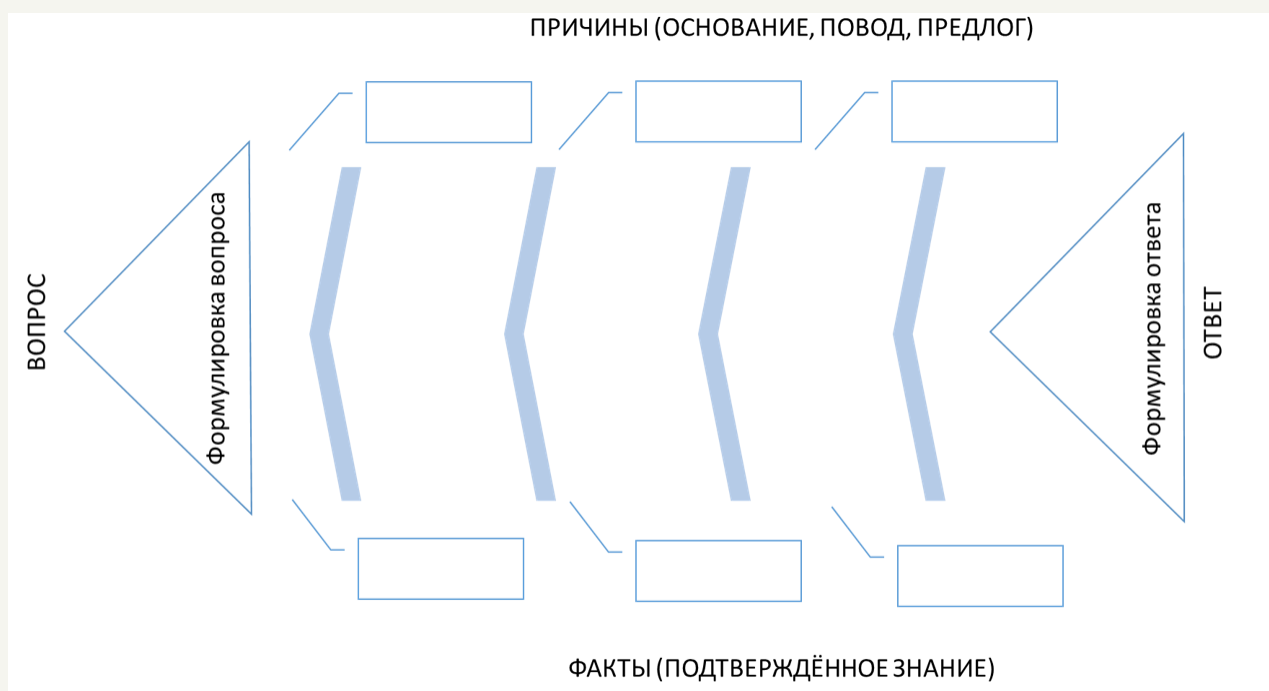 ПРИЧИНЫ (ОСНОВАНИЕ, ПОВОД, ПРЕДЛОГ)
ВОПРОС
Формулировка вопроса
Формулировка ответа
ОТВЕТ
ФАКТЫ (ПОДТВЕРЖДЁННОЕ ЗНАНИЕ)